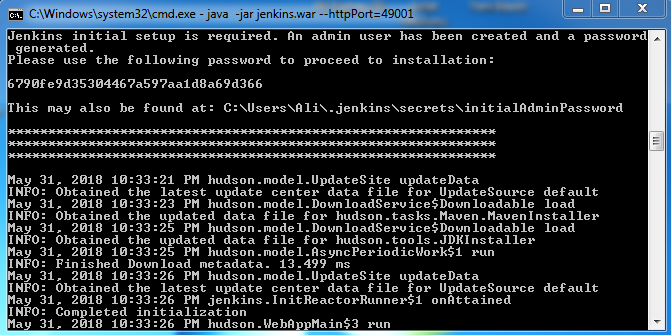 C:\Windows\system32\cmd.exe - java -jar jenkins.war --httpPort=49001
Jenkins initial setup is required. An admin user has been created and a password
generated.
Please use the following password to proceed to installation:
6790fe9d35304467a597aa1d8a69d366
This may also be found at: C:\Users\Ali\.jenkins\secrets\initialAdminPassword
*************************************************************
*************************************************************
*************************************************************
May 31, 2018 10:33:21 PM hudson.model.UpdateSite updateData
INFO: Obtained the latest update center data file for UpdateSource default
May 31, 2018 10:33:23 PM hudson.model.DownloadService$Downloadable load
INFO: Obtained the updated data file for hudson.tasks.Maven.MavenInstaller
May 31, 2018 10:33:25 PM hudson.model.DownloadService$Downloadable load
INFO: Obtained the updated data file for hudson.tools.JDKInstaller
May 31, 2018 10:33:25 PM hudson.model.AsyncPeriodicWork$1 run
INFO: Finished Download metadata. 13.499 ms
May 31, 2018 10:33:26 PM hudson.model.UpdateSite updateData
INFO: Obtained the latest update center data file for UpdateSource default
May 31, 2018 10:33:26 PM jenkins.InitReactorRunner$1 onAttained
INFO: Completed initialization
May 31, 2018 10:33:26 PM hudson.WebAppMain$3 run